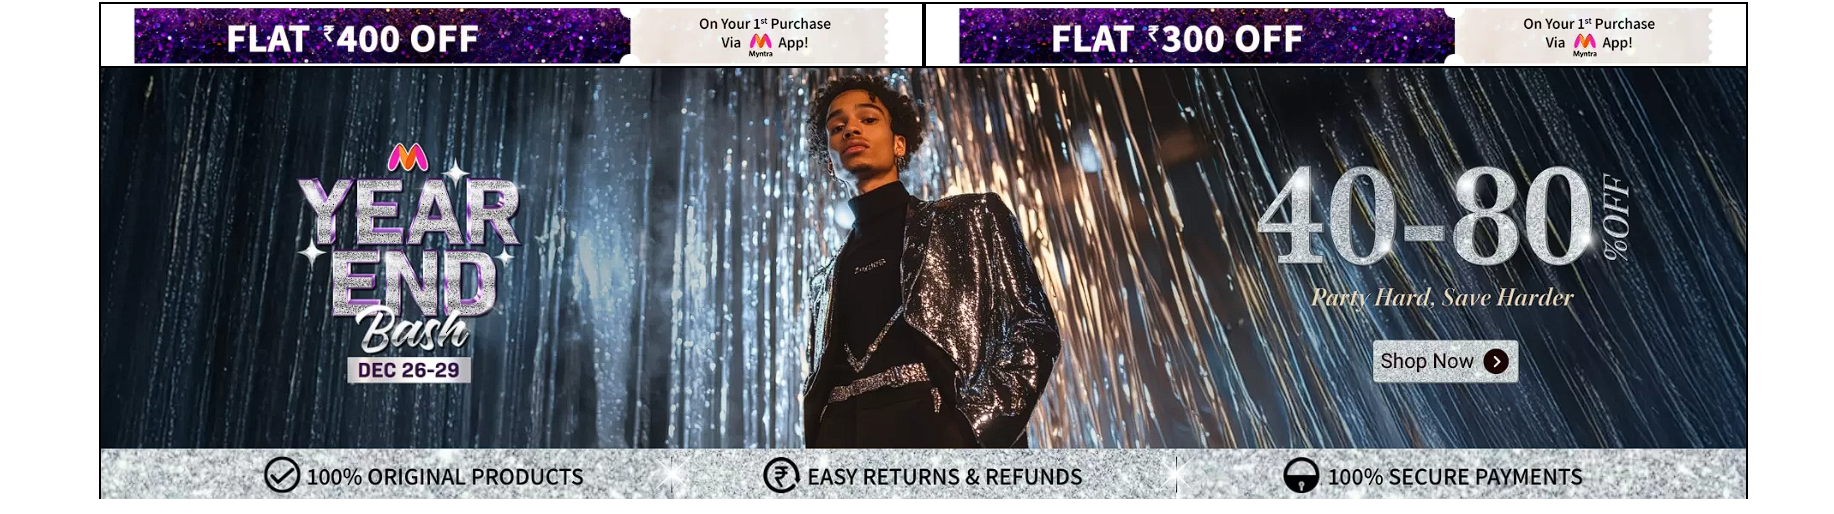 FLAT ₹400 OFF
On Your 1st Purchase
Via Myntra App!
FLAT ₹300 OFF
On Your 1st Purchase
Via Myntra App!
YEAR
END
Bash
DEC 26-29
40-80 %OFF
Party Hard, Save Harder
Shop Now
100% ORIGINAL PRODUCTS
EASY RETURNS & REFUNDS
100% SECURE PAYMENTS